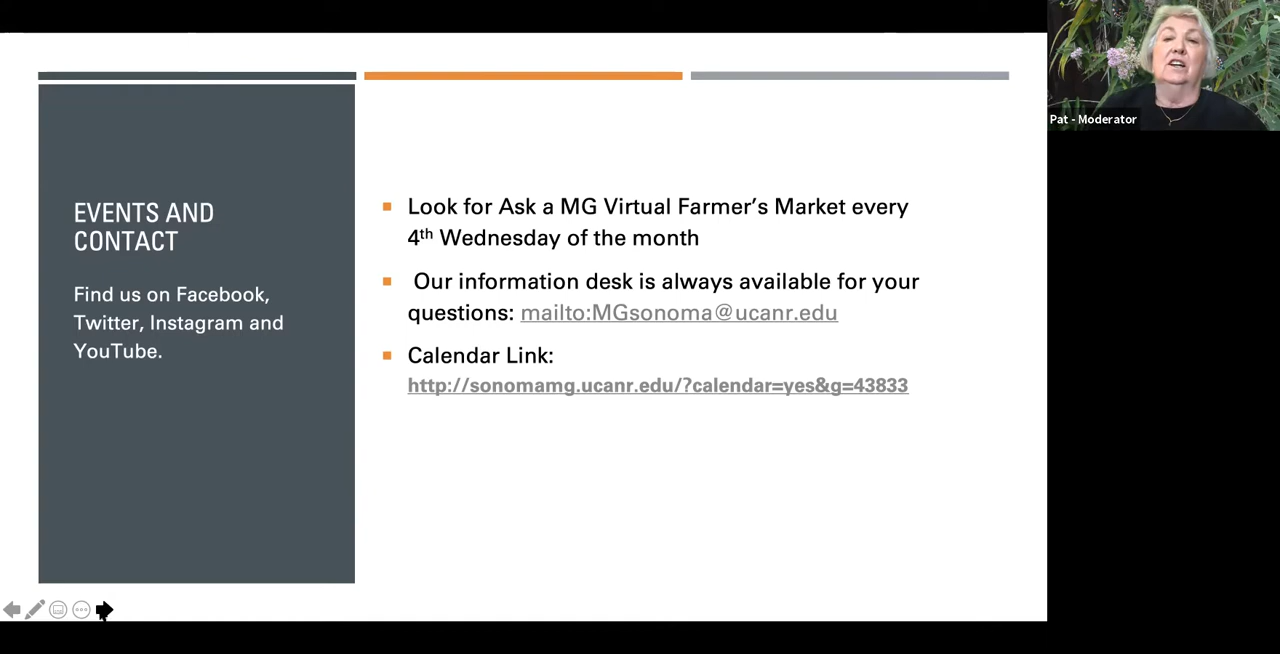 EVENTS AND
CONTACT
Find us on Facebook,
Twitter, Instagram and
YouTube.
Look for Ask a MG Virtual Farmer’s Market every
4th Wednesday of the month
Our information desk is always available for your
questions: mailto:MGsonoma@ucanr.edu
Calendar Link:
http://sonomamg.ucanr.edu/?calendar=yes&g=43833
Pat - Moderator